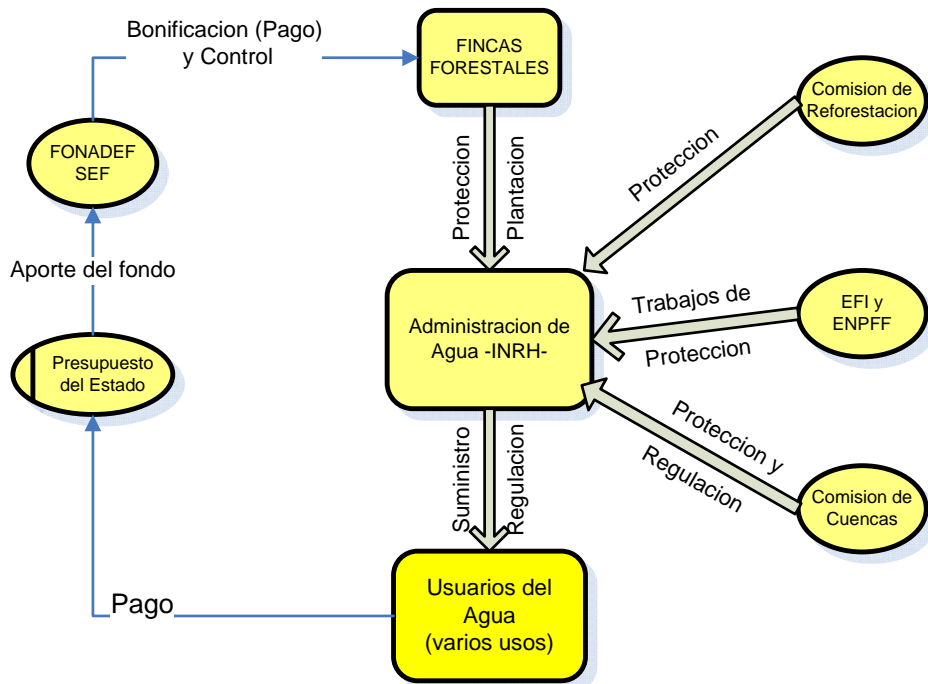 Bonificacion (Pago)
y Control
FINCAS
FORESTALES
Comision de
Reforestacion
FONADEF
SEF
Proteccion
Plantacion
Proteccion
Aporte del fondo
Administracion de
Agua -INRH-
Trabajos de
Proteccion
EFI y
ENPFF
Presupuesto
del Estado
Proteccion y
Regulacion
Suministro
Regulacion
Comision de
Cuencas
Pago
Usuarios del
Agua
(varios usos)